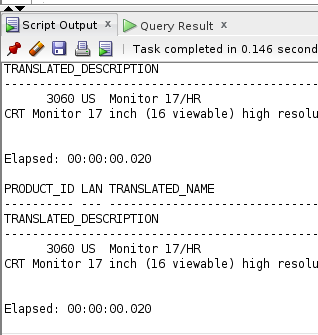 Script Output x Query Result x
Task completed in 0.146 second
TRANSLATED_DESCRIPTION
----------------------------------------------
3060 US Monitor 17/HR
CRT Monitor 17 inch (16 viewable) high resolu
Elapsed: 00:00:00.020
PRODUCT_ID LAN TRANSLATED_NAME
---------- --- ------------------------------
TRANSLATED_DESCRIPTION
----------------------------------------------
3060 US Monitor 17/HR
CRT Monitor 17 inch (16 viewable) high resolu
Elapsed: 00:00:00.020